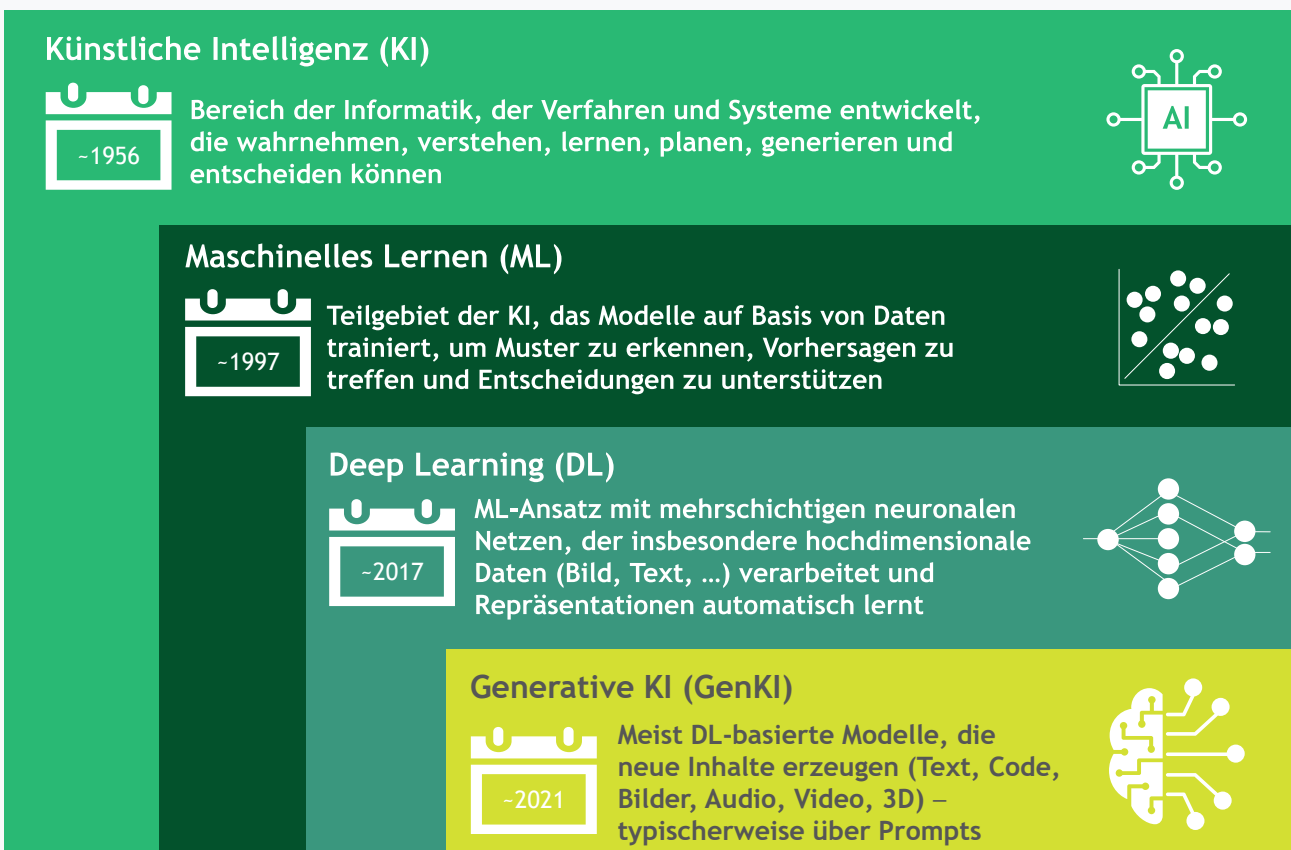 Künstliche Intelligenz (KI)
~1956
Bereich der Informatik, der Verfahren und Systeme entwickelt,
die wahrnehmen, verstehen, lernen, planen, generieren und
entscheiden können
AI
Maschinelles Lernen (ML)
~1997
Teilgebiet der KI, das Modelle auf Basis von Daten
trainiert, um Muster zu erkennen, Vorhersagen zu
treffen und Entscheidungen zu unterstützen
Deep Learning (DL)
~2017
ML-Ansatz mit mehrschichtigen neuronalen
Netzen, der insbesondere hochdimensionale
Daten (Bild, Text, …) verarbeitet und
Repräsentationen automatisch lernt
Generative KI (GenKI)
~2021
Meist DL-basierte Modelle, die
neue Inhalte erzeugen (Text, Code,
Bilder, Audio, Video, 3D) –
typischerweise über Prompts